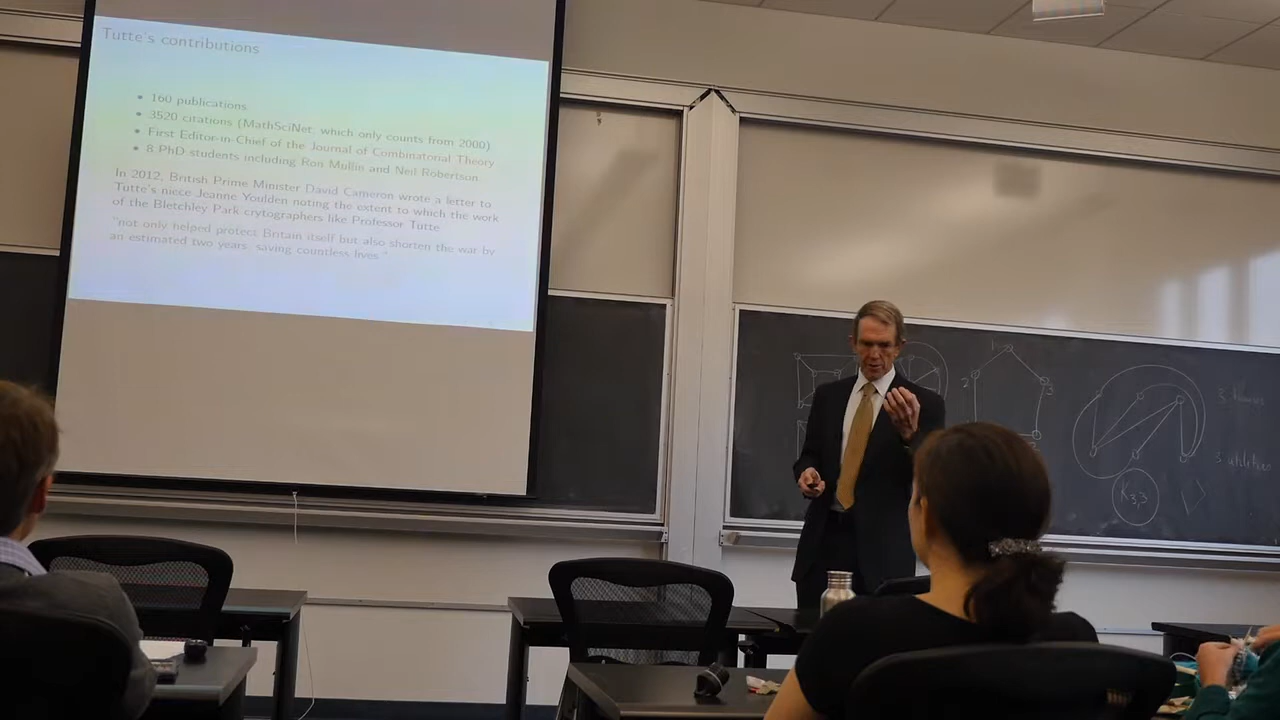 Tutte's contributions
• 160 publications
• 3520 citations (MathSciNet, which only counts from 2000)
• First Editor-in-Chief of the Journal of Combinatorial Theory
• 8 PhD students including Ron Mullin and Neil Robertson.
In 2012, British Prime Minister David Cameron wrote a letter to
Tutte's niece Jeanne Youlden noting the extent to which the work
of the Bletchley Park crytographers like Professor Tutte
"not only helped protect Britain itself but also shorten the war by
an estimated two years, saving countless lives."
1
2
3
3
3 utilities
K3,3